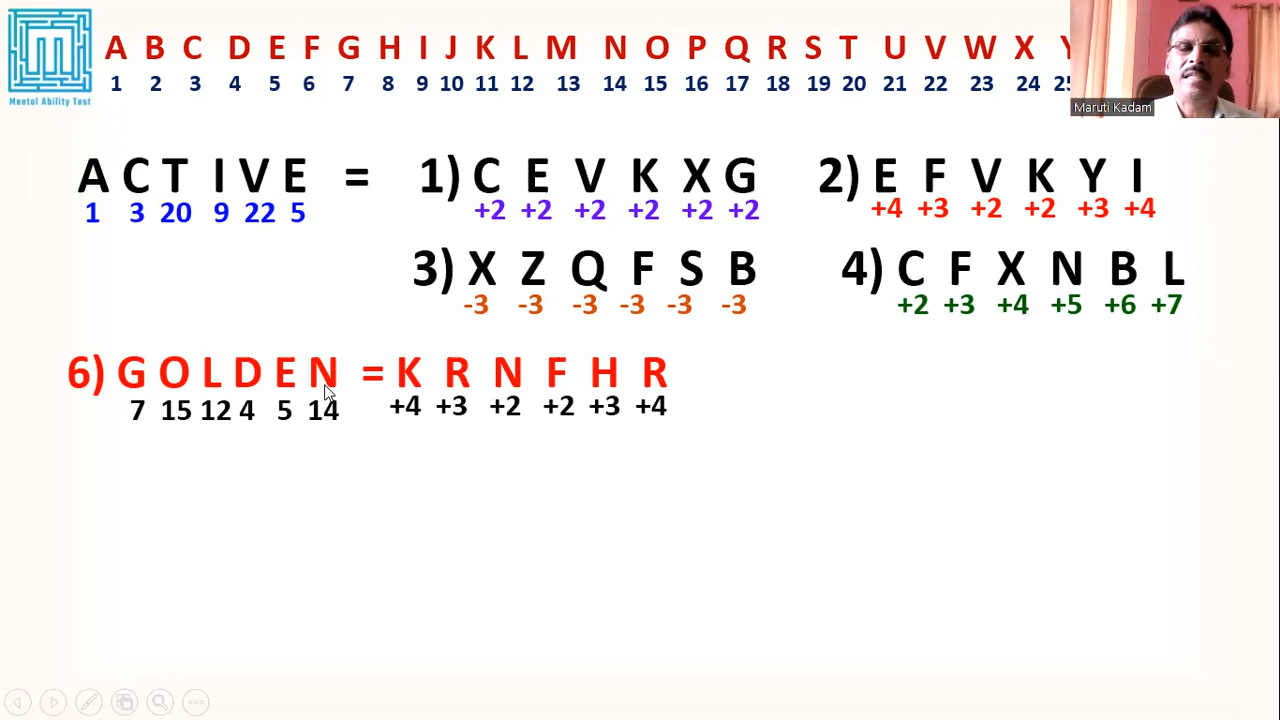 A B C D E F G H I J K L M N O P Q R S T U V W X Y
1 2 3 4 5 6 7 8 9 10 11 12 13 14 15 16 17 18 19 20 21 22 23 24 25
Mental Ability Test
Maruti Kadam
A C T I V E = 1) C E V K X G 2) E F V K Y I
1 3 20 9 22 5 +2 +2 +2 +2 +2 +2 +4 +3 +2 +2 +3 +4
3) X Z Q F S B 4) C F X N B L
-3 -3 -3 -3 -3 -3 +2 +3 +4 +5 +6 +7
6) G O L D E N = K R N F H R
7 15 12 4 5 14 +4 +3 +2 +2 +3 +4